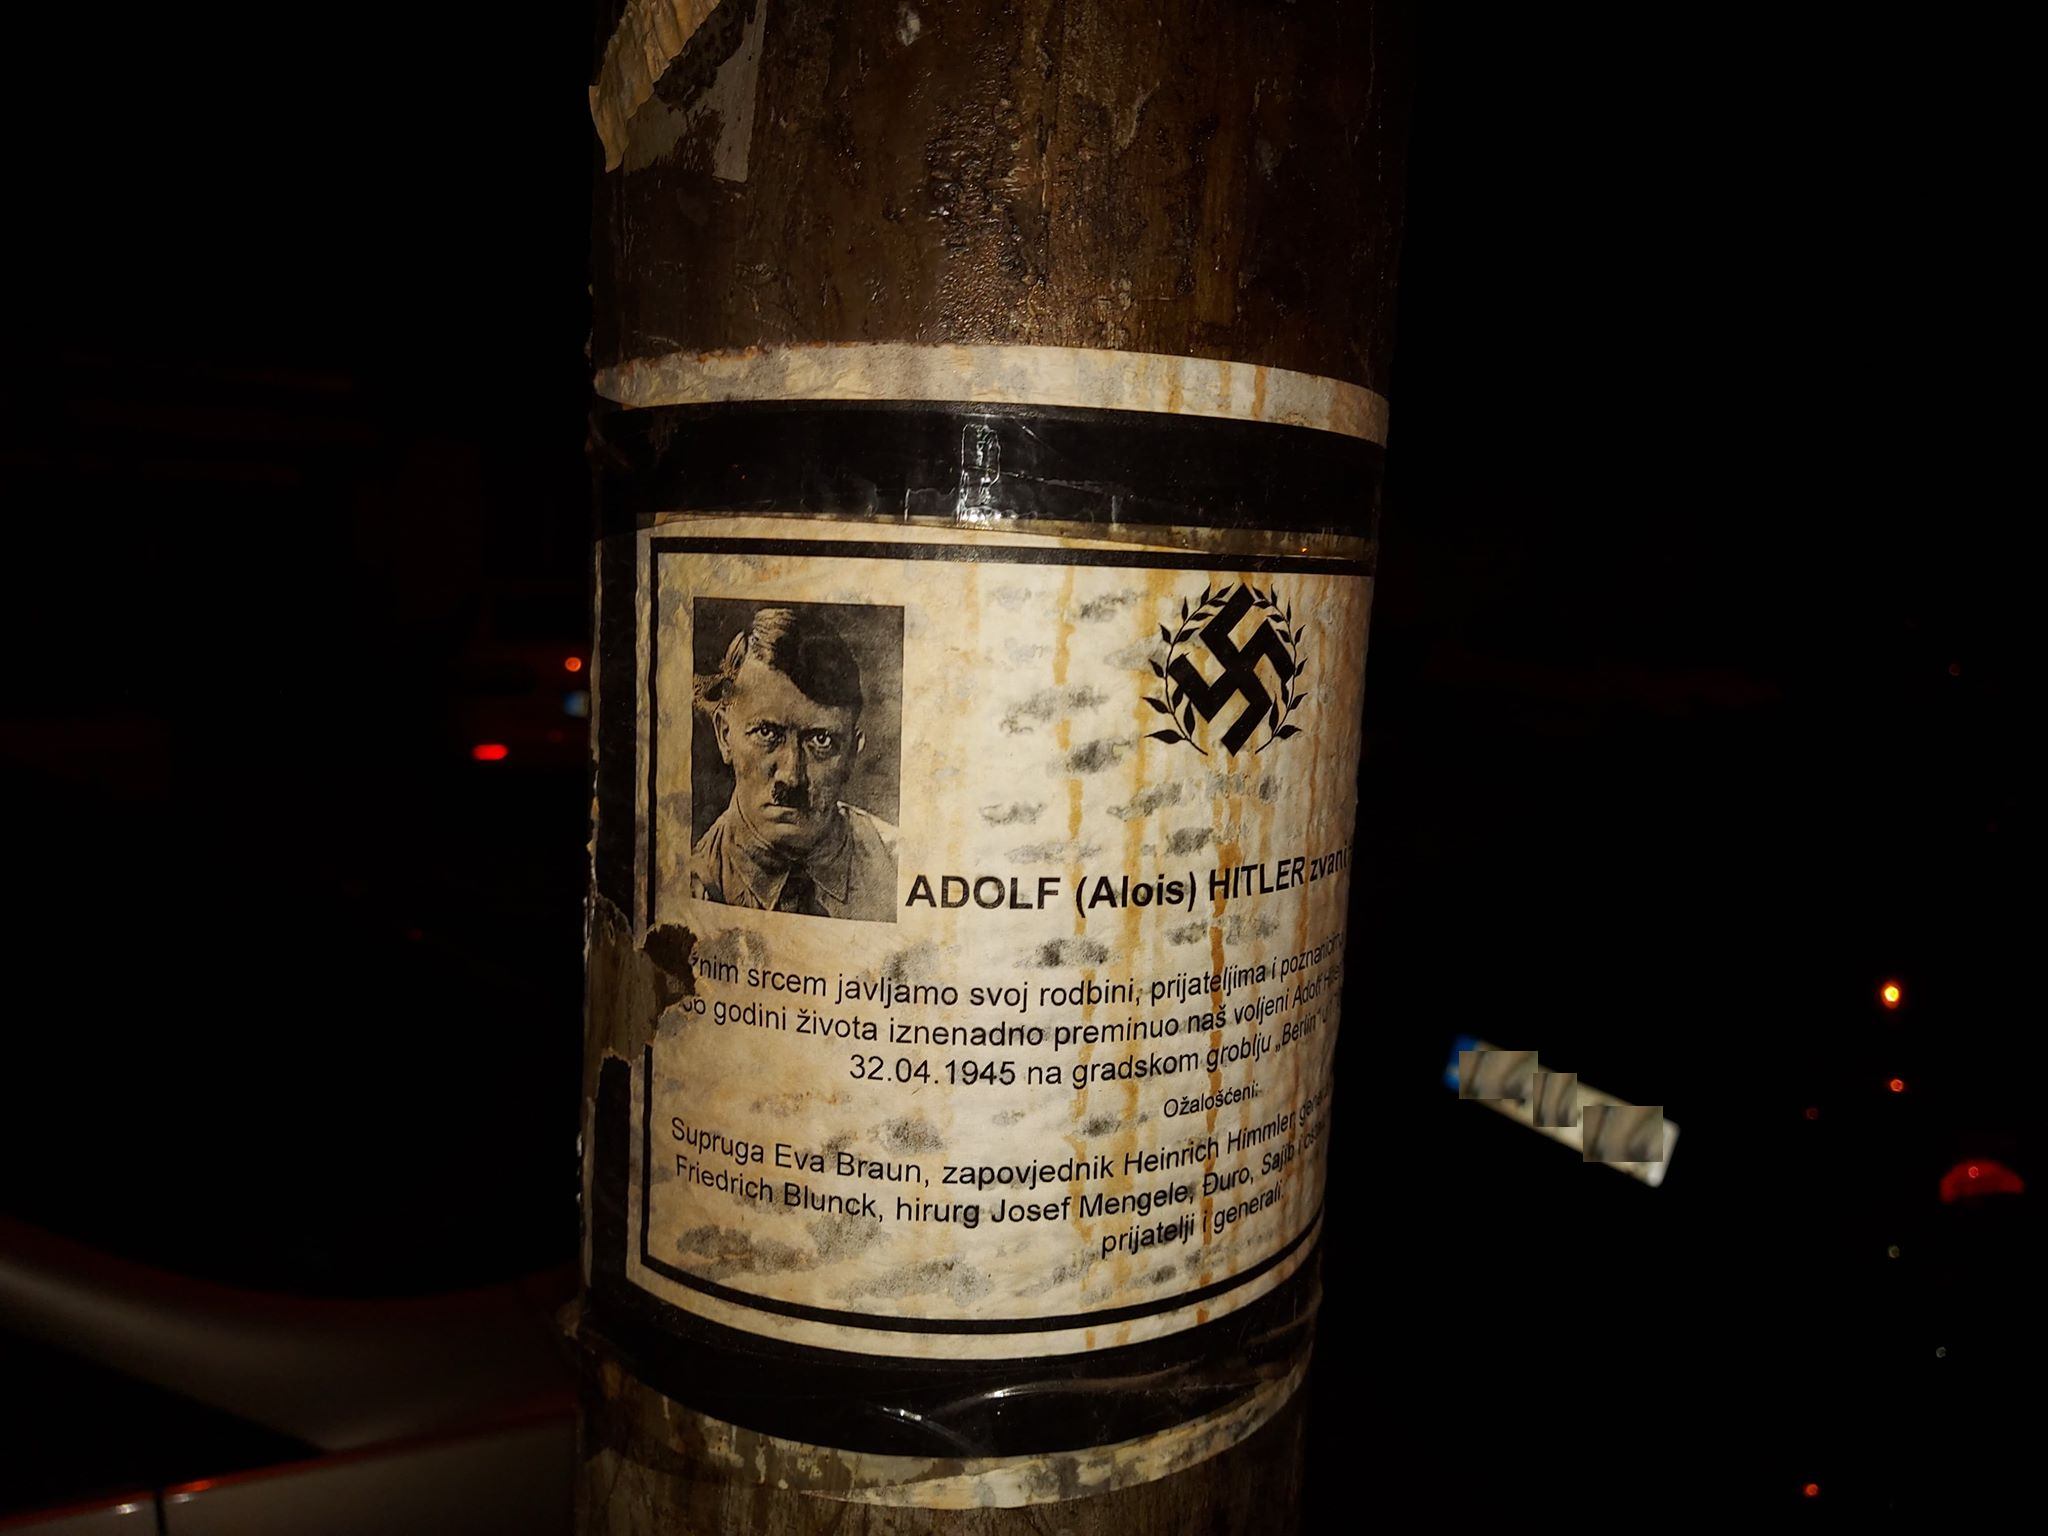 ADOLF (Alois) HITLER zvani
srcem javljamo svoj rodbini, prijateljima i poznanicima
godini života iznenadno preminuo naš voljeni Adolf
32.04.1945 na gradskom groblju „Berlin" u
Ožalošćeni:
Supruga Eva Braun, zapovjednik Heinrich Himmler,
Friedrich Blunck, hirurg Josef Mengele, Đuro, Sajib i
prijatelji i generali.